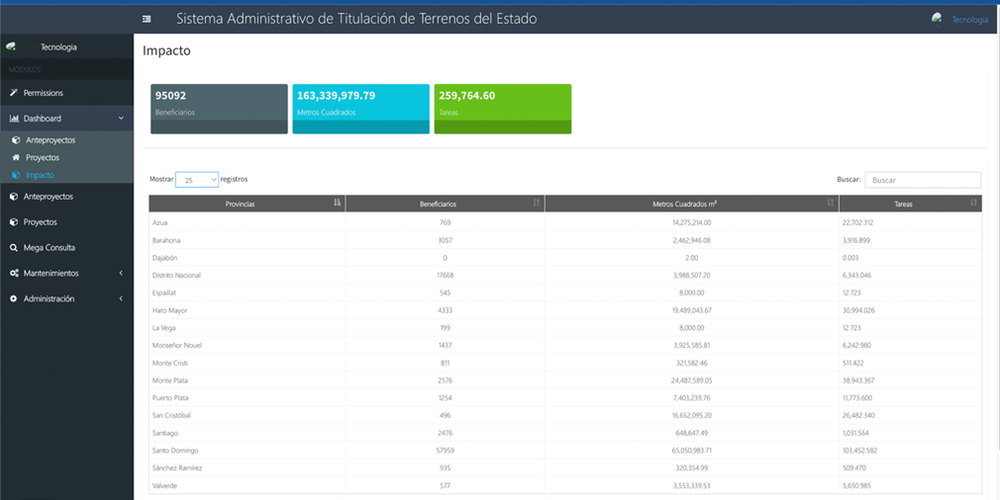 Sistema Administrativo de Titulación de Terrenos del Estado
Tecnologia
Tecnologia
MÓDULOS
Permissions
Dashboard
Anteproyectos
Proyectos
Impacto
Anteproyectos
Proyectos
Mega Consulta
Mantenimientos
Administración
Impacto
95092 163,339,979.79 259,764.60
Beneficiarios Metros Cuadrados Tareas
Mostrar 25 registros Buscar: Buscar
Provincias Beneficiarios Metros Cuadrados m² Tareas
Azua 769 14,275,214.00 22,702.312
Barahona 3057 2,462,946.08 3,916.899
Dajabón 0 2.00 0.003
Distrito Nacional 17668 3,988,507.20 6,343.046
Espaillat 545 8,000.00 12.723
Hato Mayor 4333 19,489,043.67 30,994.026
La Vega 199 8,000.00 12.723
Monseñor Nouel 1437 3,925,585.81 6,242.980
Monte Cristi 811 321,582.46 511.422
Monte Plata 2576 24,487,589.05 38,943.367
Puerto Plata 1254 7,403,239.76 11,773.600
San Cristóbal 496 16,652,095.20 26,482.340
Santiago 2476 648,647.49 1,031.564
Santo Domingo 57959 65,050,983.71 103,452.582
Sánchez Ramírez 935 320,354.99 509.470
Valverde 577 3,553,339.53 5,650.985